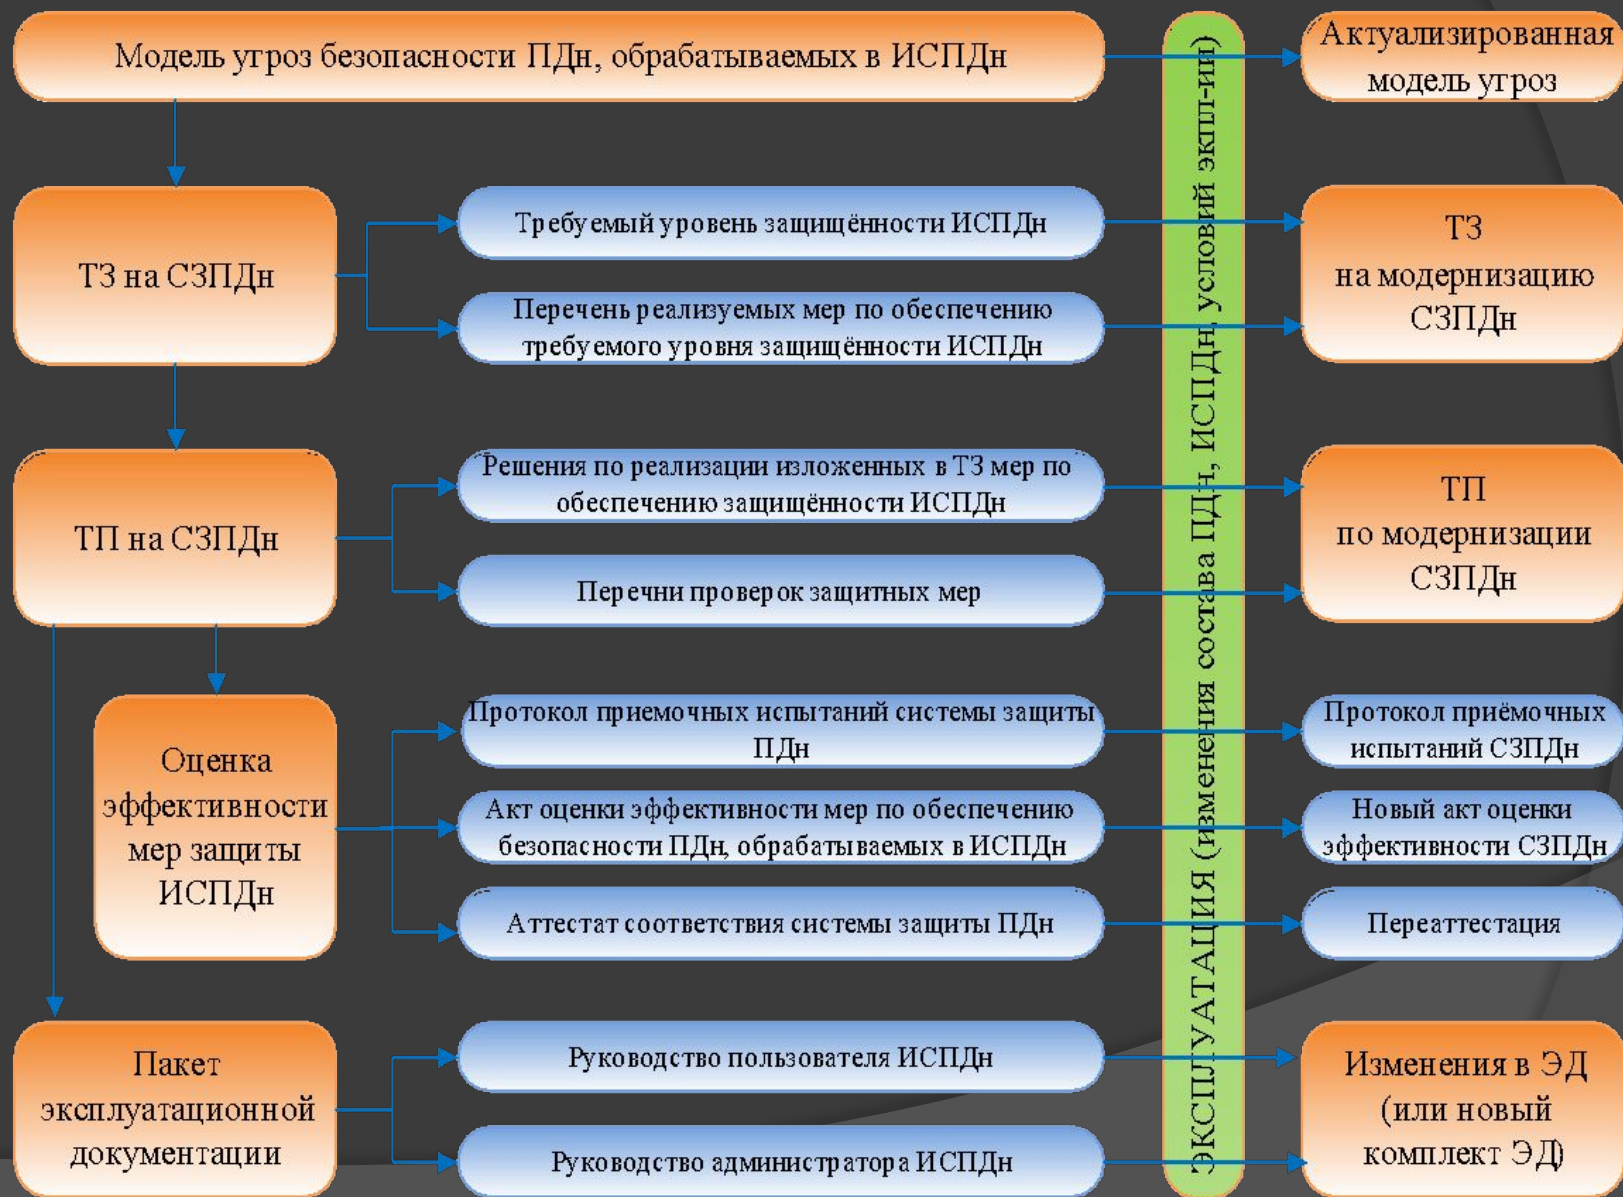 Модель угроз безопасности ПДн, обрабатываемых в ИСПДн
Актуализированная
модель угроз
ТЗ на СЗПДн
Требуемый уровень защищённости ИСПДн
Перечень реализуемых мер по обеспечению
требуемого уровня защищённости ИСПДн
ТЗ
на модернизацию
СЗПДн
ТП на СЗПДн
Решения по реализации изложенных в ТЗ мер по
обеспечению защищённости ИСПДн
Перечни проверок защитных мер
ТП
по модернизации
СЗПДн
Оценка
эффективности
мер защиты
ИСПДн
Протокол приемочных испытаний системы защиты
ПДн
Акт оценки эффективности мер по обеспечению
безопасности ПДн, обрабатываемых в ИСПДн
Аттестат соответствия системы защиты ПДн
Протокол приёмочных
испытаний СЗПДн
Новый акт оценки
эффективности СЗПДн
Переаттестация
Пакет
эксплуатационной
документации
Руководство пользователя ИСПДн
Руководство администратора ИСПДн
Изменения в ЭД
(или новый
комплект ЭД)
ЭКСПЛУАТАЦИЯ (изменения состава ПДн, ИСПДн, условий экпл-ии)